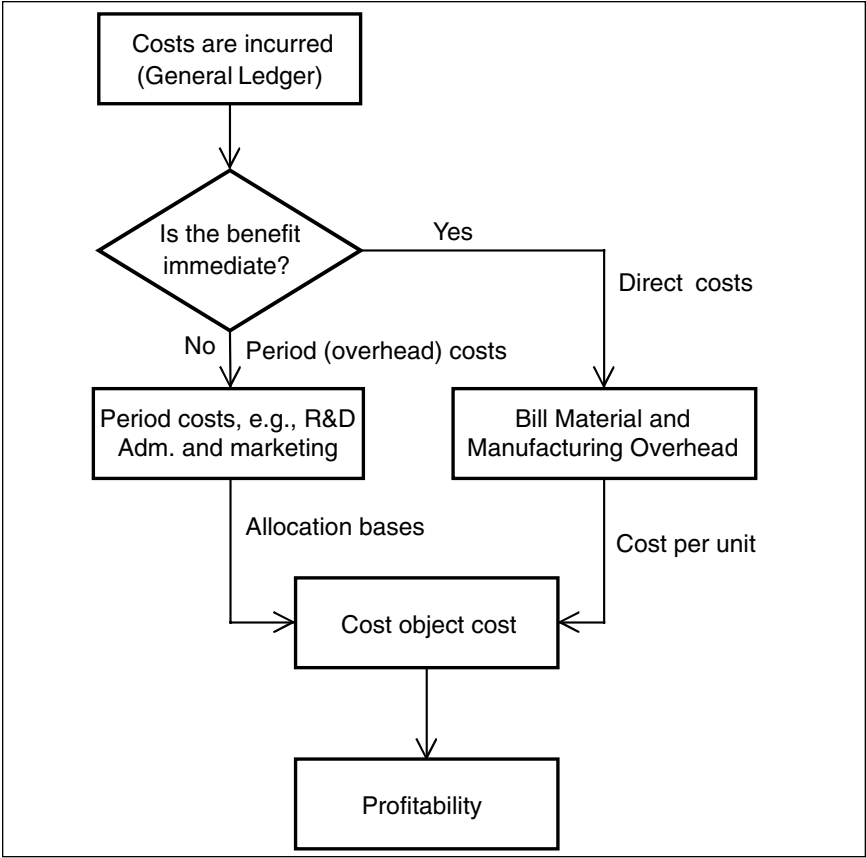 Costs are incurred
(General Ledger)
Is the benefit
immediate?
Yes
Direct costs
No
Period (overhead) costs
Period costs, e.g., R&D
Adm. and marketing
Bill Material and
Manufacturing Overhead
Allocation bases
Cost per unit
Cost object cost
Profitability